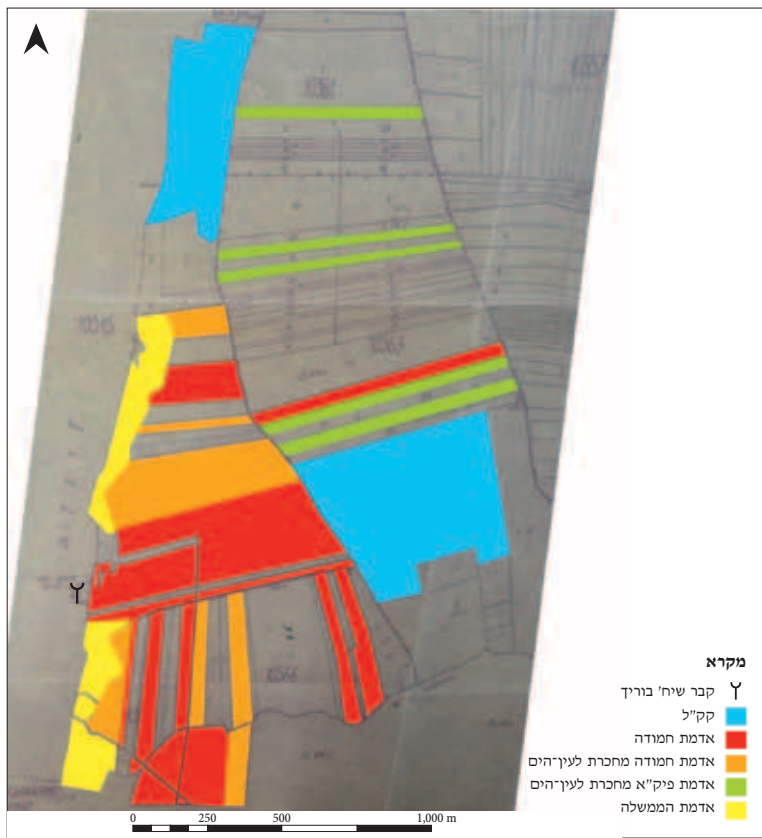 מקרא
קבר שיח' בוריך
קק"ל
אדמת חמודה
אדמת חמודה מחכרת לעין־הים
אדמת פיק"א מחכרת לעין־הים
אדמת הממשלה
0 250 500 1,000 m